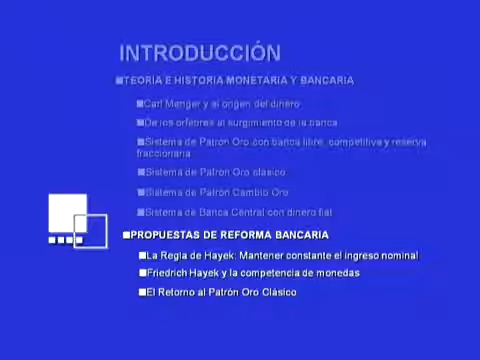 INTRODUCCIÓN
TEORÍA E HISTORIA MONETARIA Y BANCARIA
Carl Menger y el origen del dinero
De los orfebres al surgimiento de la banca
Sistema de Patrón Oro con banca libre, competitiva y reserva
fraccionaria
Sistema de Patrón Oro clásico
Sistema de Patrón Cambio Oro
Sistema de Banca Central con dinero fiat
PROPUESTAS DE REFORMA BANCARIA
La Regla de Hayek: Mantener constante el ingreso nominal
Friedrich Hayek y la competencia de monedas
El Retorno al Patrón Oro Clásico